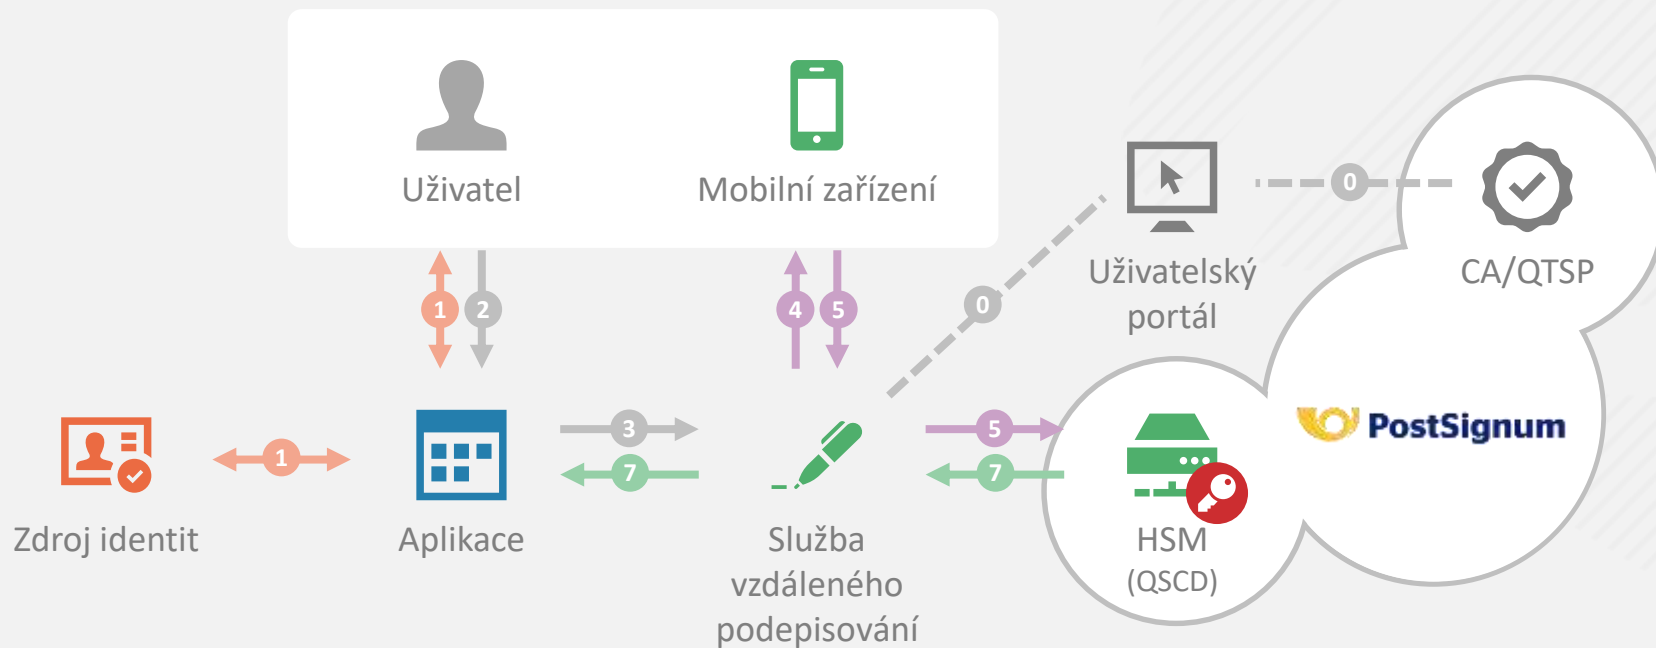 Uživatel
Mobilní zařízení
0
0
Uživatelský
portál
CA/QTSP
1
2
4
5
3
5
PostSignum
1
7
7
Zdroj identit
Aplikace
Služba
vzdáleného
podepisování
HSM
(QSCD)